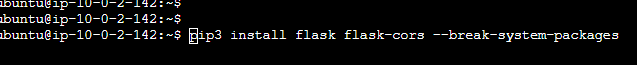 ubuntu@ip-10-0-2-142:~$
ubuntu@ip-10-0-2-142:~$
ubuntu@ip-10-0-2-142:~$ pip3 install flask flask-cors --break-system-packages